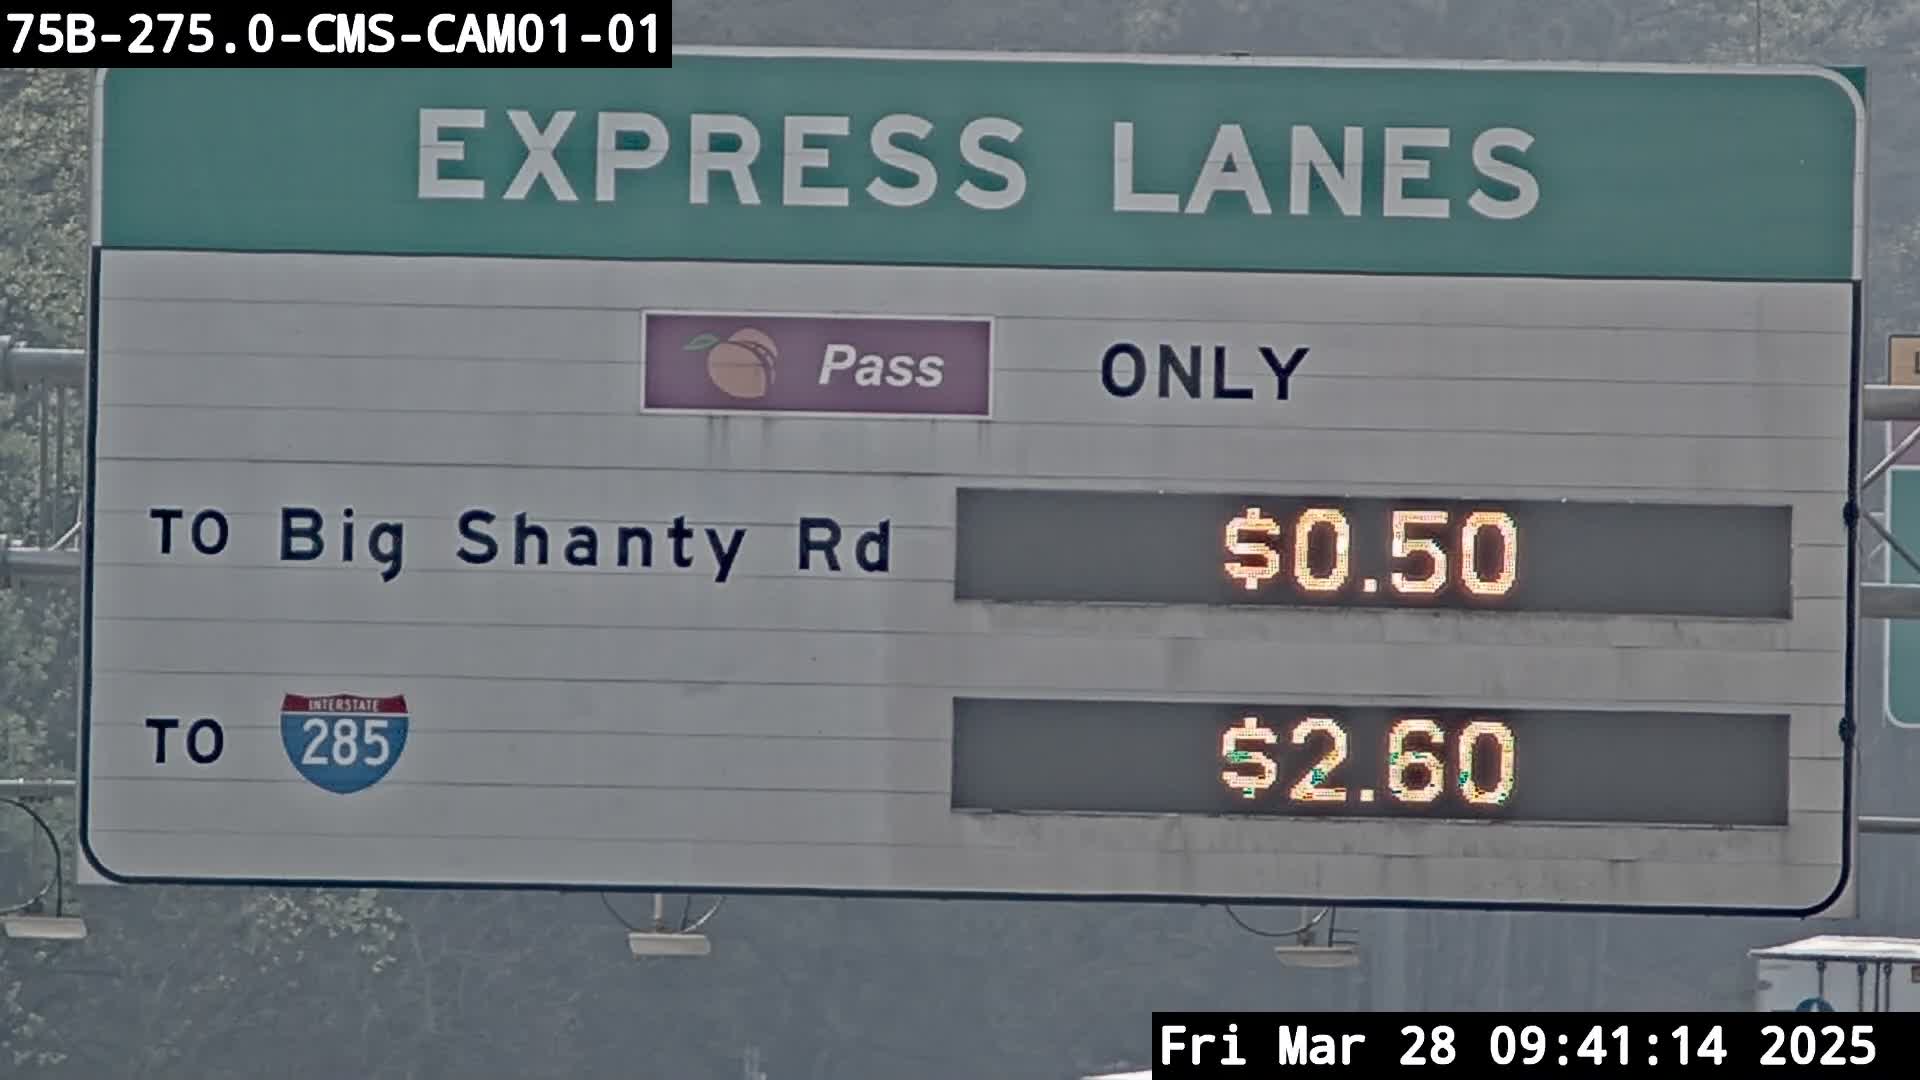 75B-275.0-CMS-CAM01-01
EXPRESS LANES
Pass ONLY
TO Big Shanty Rd $0.50
TO INTERSTATE 285 $2.60
Fri Mar 28 09:41:14 2025